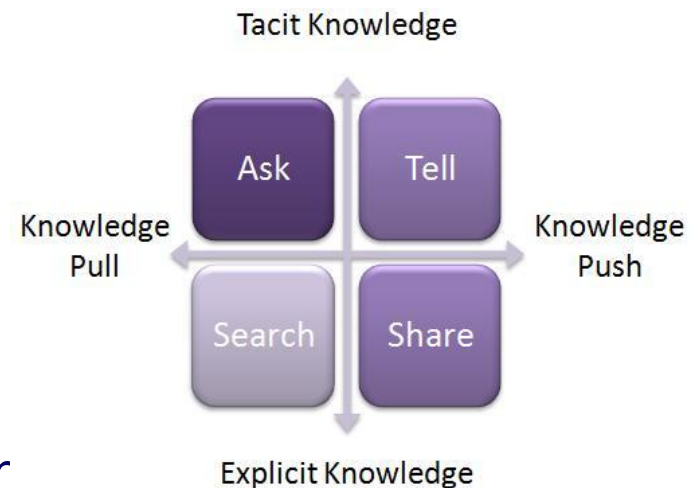 Tacit Knowledge
Ask
Tell
Knowledge
Pull
Knowledge
Push
Search
Share
Explicit Knowledge